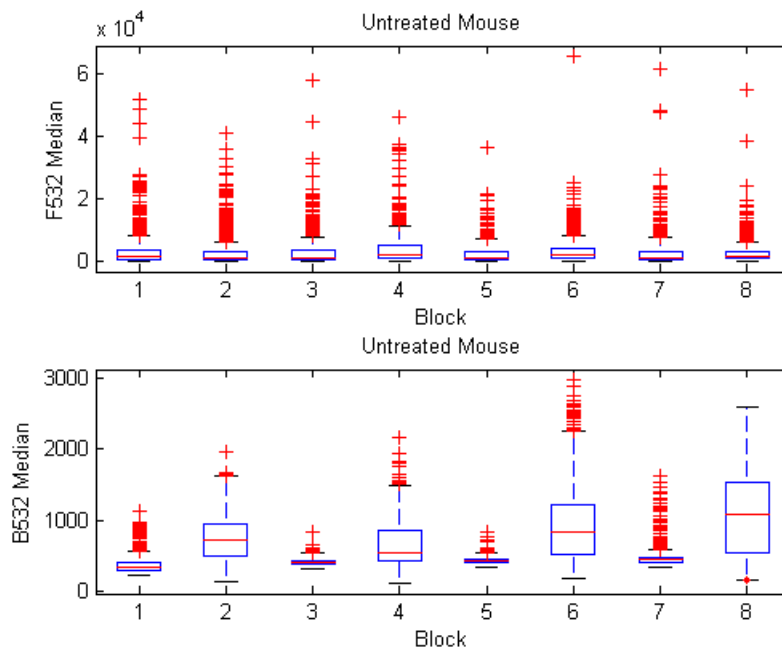 x 10^4
Untreated Mouse
6
4
2
0
F532 Median
1 2 3 4 5 6 7 8
Block
Untreated Mouse
3000
2000
1000
0
B532 Median
1 2 3 4 5 6 7 8
Block